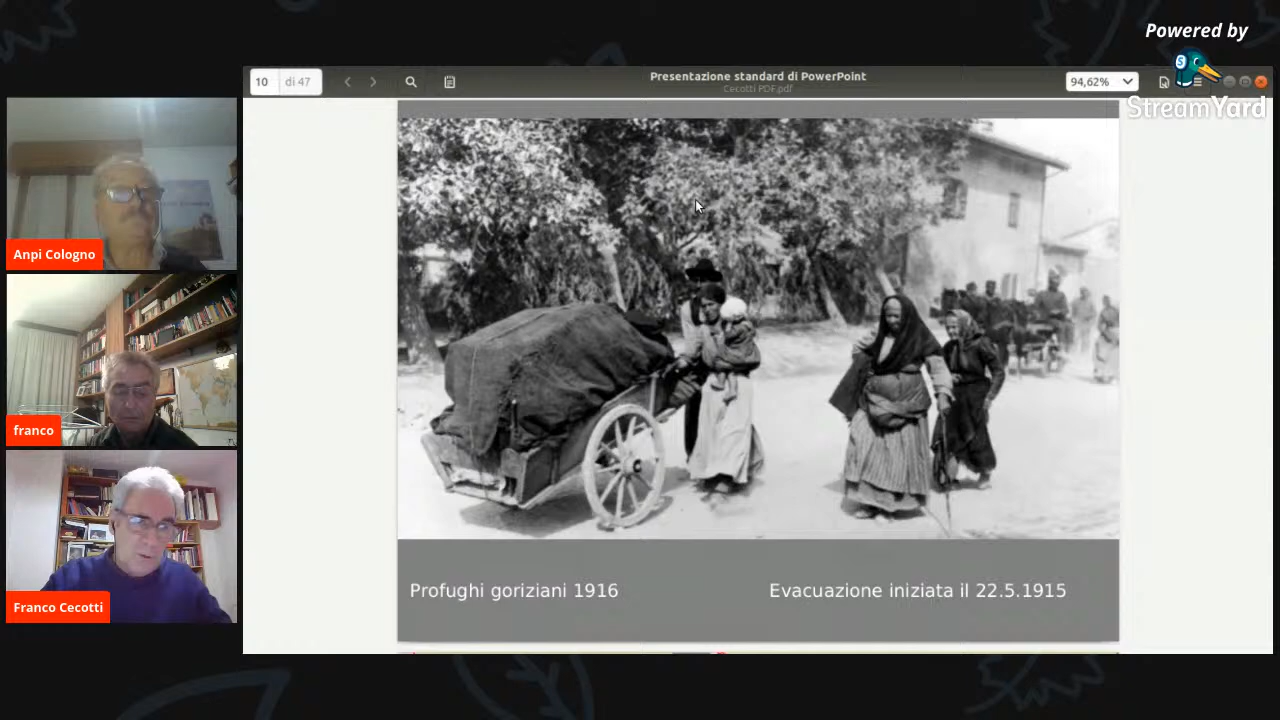 Powered by
StreamYard
10 di 47
Presentazione standard di PowerPoint
Cecotti PDF.pdf
94,62%
Anpi Cologno
franco
Franco Cecotti
Profughi goriziani 1916
Evacuazione iniziata il 22.5.1915